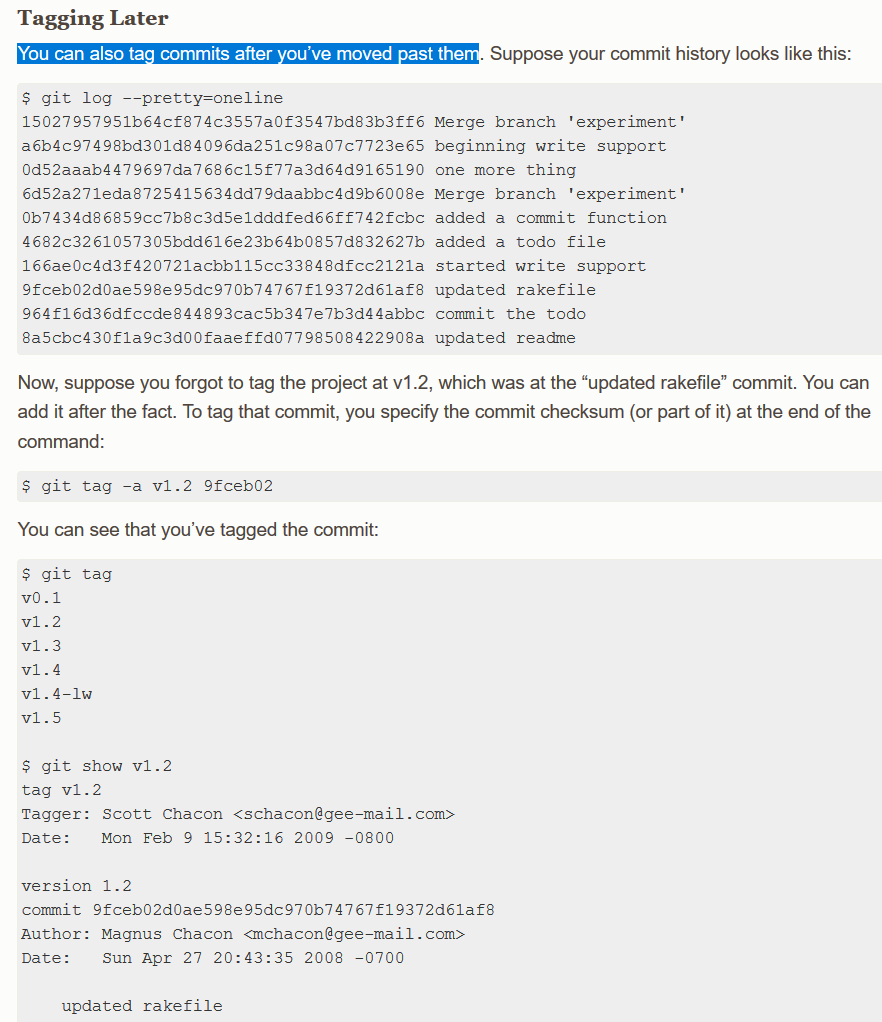 Tagging Later
You can also tag commits after you’ve moved past them. Suppose your commit history looks like this:
$ git log --pretty=oneline
15027957951b64cf874c3557a0f3547bd83b3ff6 Merge branch 'experiment'
a6b4c97498bd301d84096da251c98a07c7723e65 beginning write support
0d52aaab4479697da7686c15f77a3d64d9165190 one more thing
6d52a271eda8725415634dd79daabbc4d9b6008e Merge branch 'experiment'
0b7434d86859cc7b8c3d5e1dddfed66ff742fcbc added a commit function
4682c3261057305bdd616e23b64b0857d832627b added a todo file
166ae0c4d3f420721acbb115cc33848dfcc2121a started write support
9fceb02d0ae598e95dc970b74767f19372d61af8 updated rakefile
964f16d36dfccde844893cac5b347e7b3d44abbc commit the todo
8a5cbc430f1a9c3d00faaeffd07798508422908a updated readme
Now, suppose you forgot to tag the project at v1.2, which was at the “updated rakefile” commit. You can
add it after the fact. To tag that commit, you specify the commit checksum (or part of it) at the end of the
command:
$ git tag -a v1.2 9fceb02
You can see that you’ve tagged the commit:
$ git tag
v0.1
v1.2
v1.3
v1.4
v1.4-lw
v1.5
$ git show v1.2
tag v1.2
Tagger: Scott Chacon <schacon@gee-mail.com>
Date:   Mon Feb 9 15:32:16 2009 -0800
version 1.2
commit 9fceb02d0ae598e95dc970b74767f19372d61af8
Author: Magnus Chacon <mchacon@gee-mail.com>
Date:   Sun Apr 27 20:43:35 2008 -0700
updated rakefile